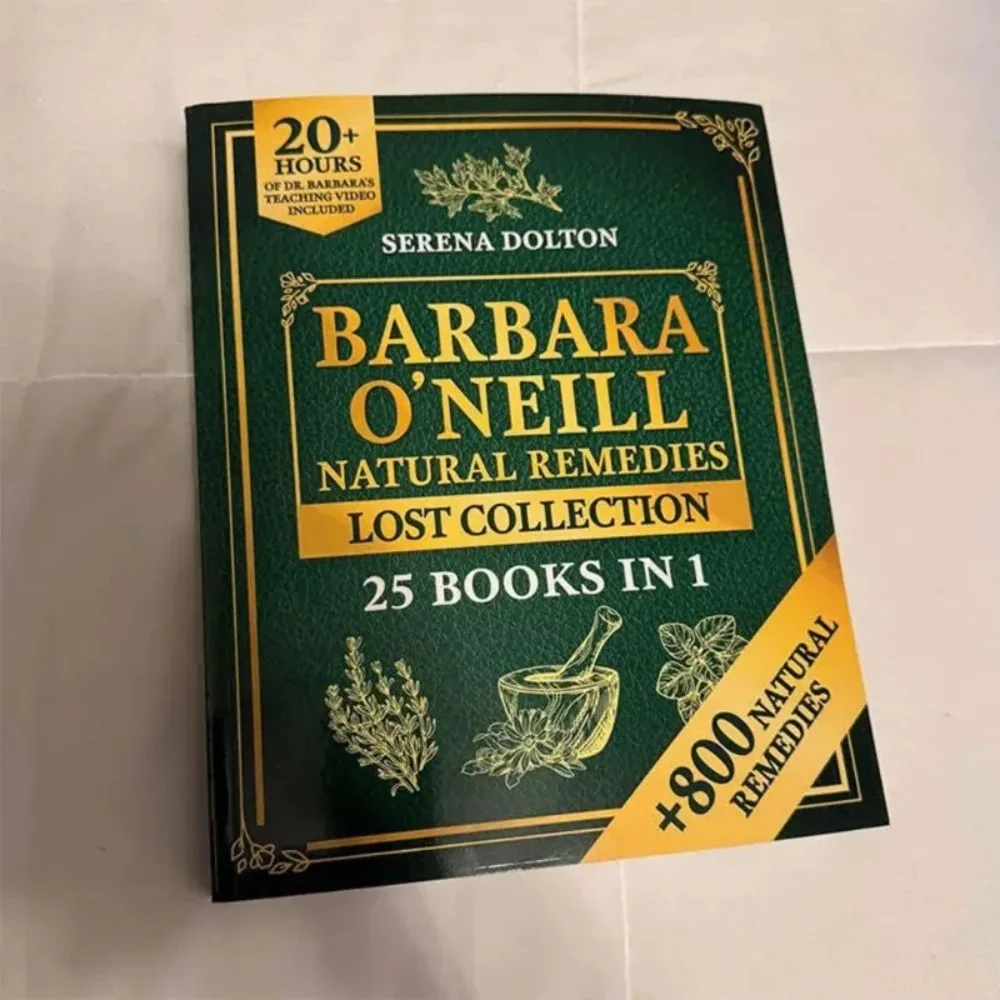 20+
HOURS
OF DR. BARBARA'S
TEACHING VIDEO
INCLUDED
SERENA DOLTON
BARBARA
O'NEILL
NATURAL REMEDIES
LOST COLLECTION
25 BOOKS IN 1
+800 NATURAL
REMEDIES